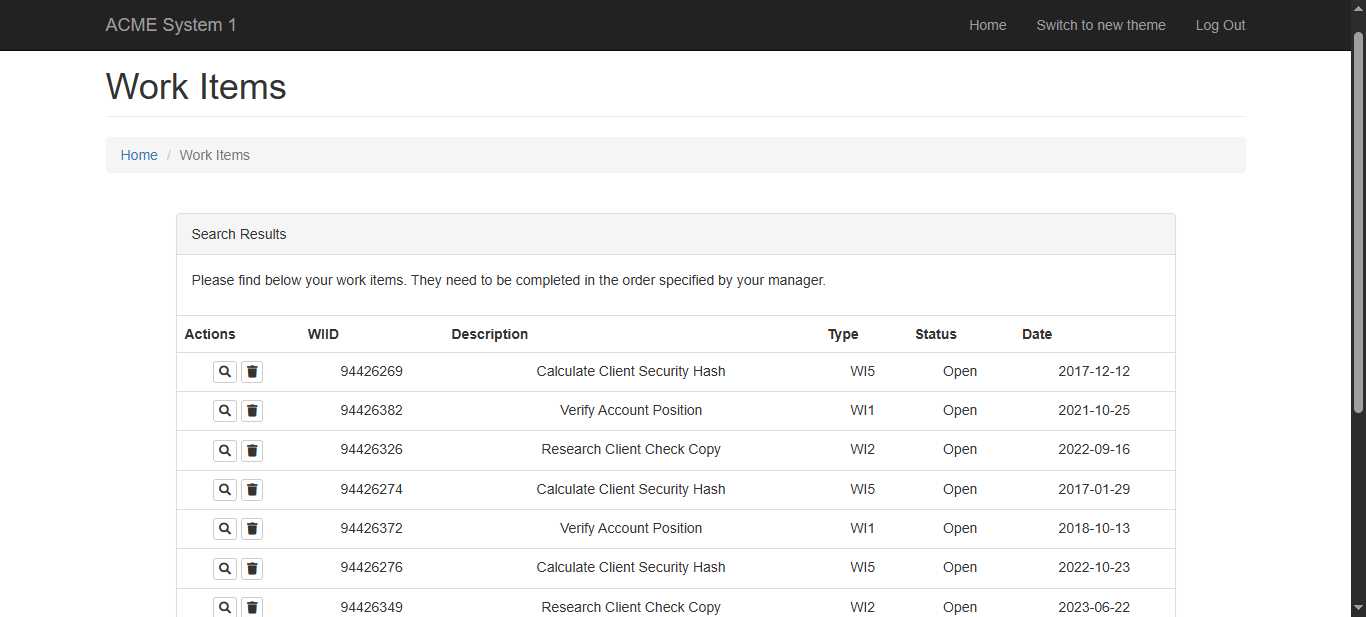 ACME System 1 Home Switch to new theme Log Out
Work Items
Home / Work Items
Search Results
Please find below your work items. They need to be completed in the order specified by your manager.
Actions WIID Description Type Status Date
94426269 Calculate Client Security Hash WI5 Open 2017-12-12
94426382 Verify Account Position WI1 Open 2021-10-25
94426326 Research Client Check Copy WI2 Open 2022-09-16
94426274 Calculate Client Security Hash WI5 Open 2017-01-29
94426372 Verify Account Position WI1 Open 2018-10-13
94426276 Calculate Client Security Hash WI5 Open 2022-10-23
94426349 Research Client Check Copy WI2 Open 2023-06-22